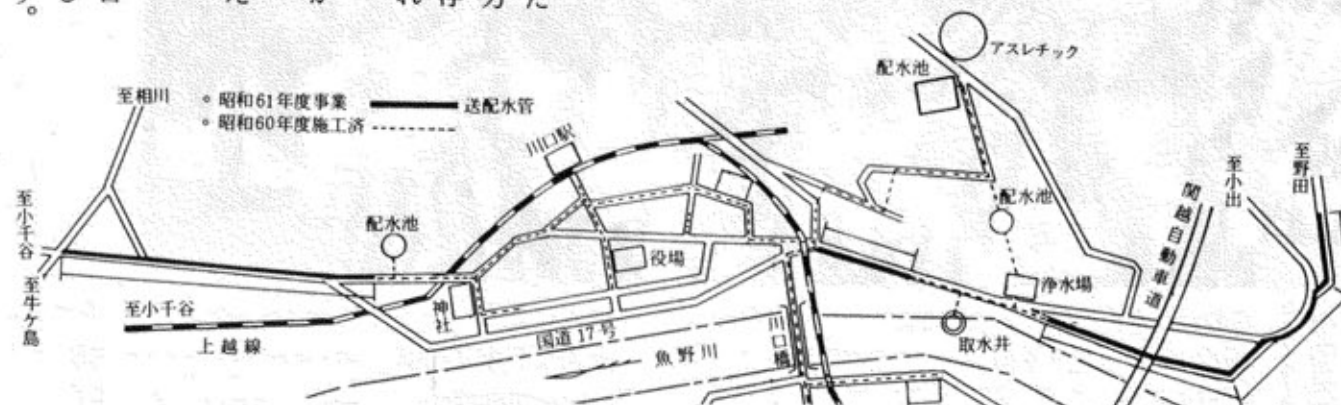 至相川
◦ 昭和61年度事業 送配水管
◦ 昭和60年度施工済
アスレチック
配水池
川口駅
至小千谷
至牛ケ島
配水池
役場
配水池
浄水場
関越自動車道
至小出
至野田
至小千谷
上越線
神社
国道17号
魚野川
川口橋
取水井